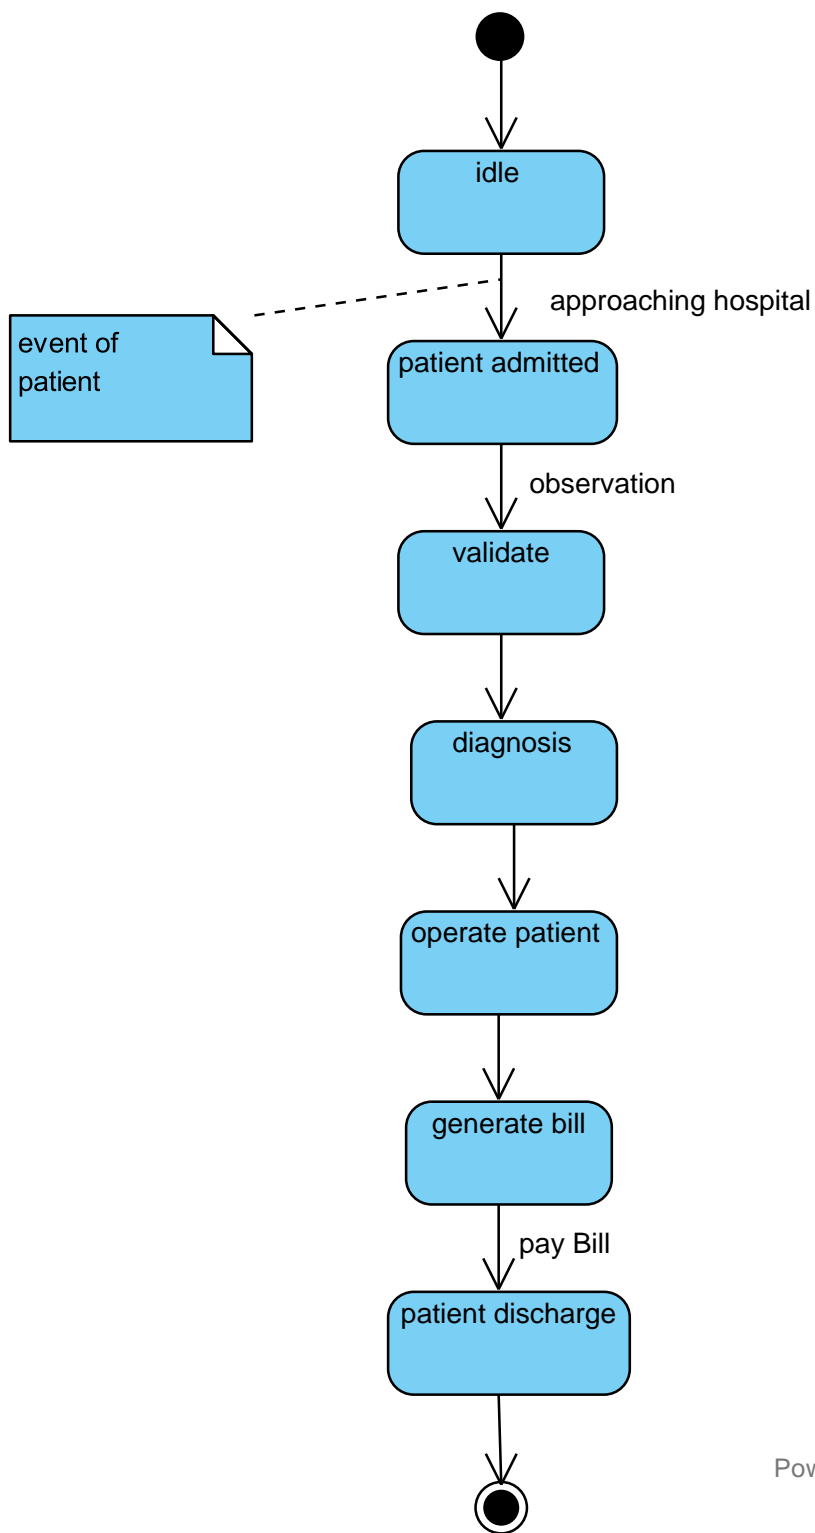 idle
approaching hospital
event of
patient
patient admitted
observation
validate
diagnosis
operate patient
generate bill
pay Bill
patient discharge
Pow